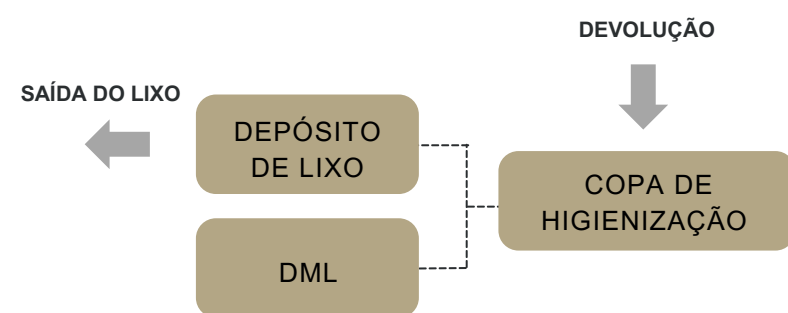 DEVOLUÇÃO
SAÍDA DO LIXO
DEPÓSITO
DE LIXO
COPA DE
HIGIENIZAÇÃO
DML